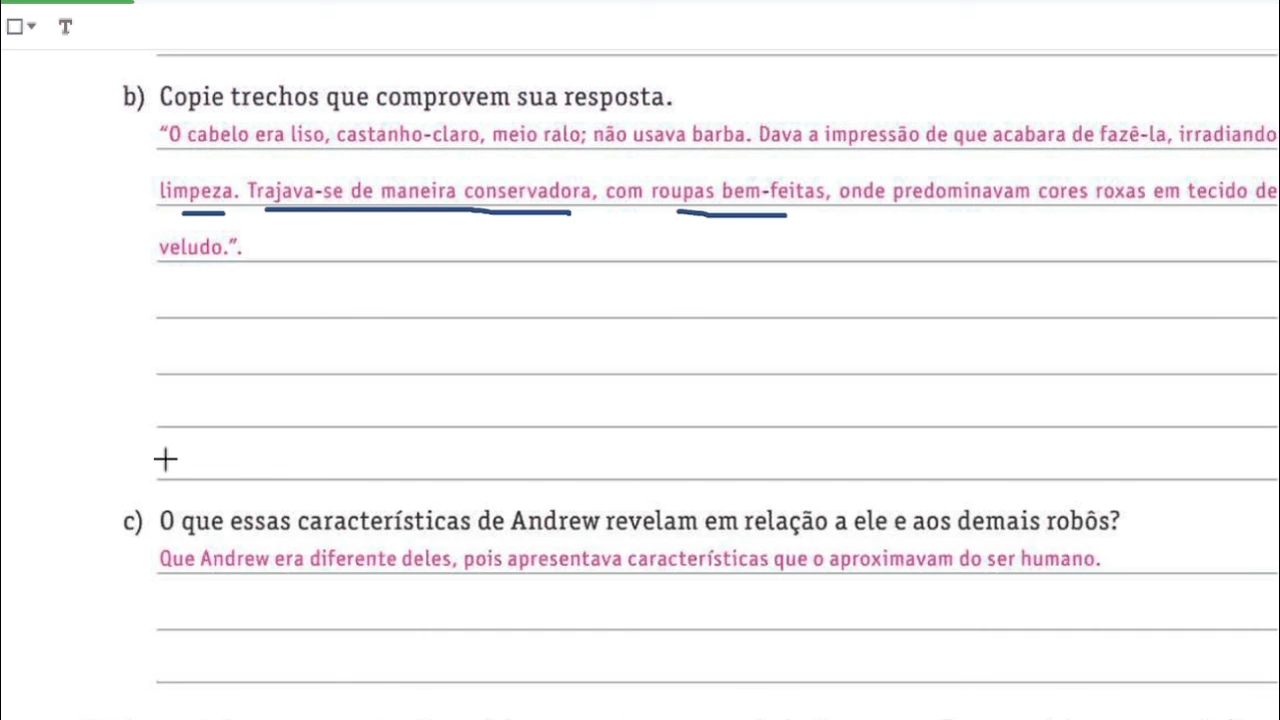 T
b) Copie trechos que comprovem sua resposta.
“O cabelo era liso, castanho-claro, meio ralo; não usava barba. Dava a impressão de que acabara de fazê-la, irradiando
limpeza. Trajava-se de maneira conservadora, com roupas bem-feitas, onde predominavam cores roxas em tecido de
veludo.”.
c) O que essas características de Andrew revelam em relação a ele e aos demais robôs?
Que Andrew era diferente deles, pois apresentava características que o aproximavam do ser humano.